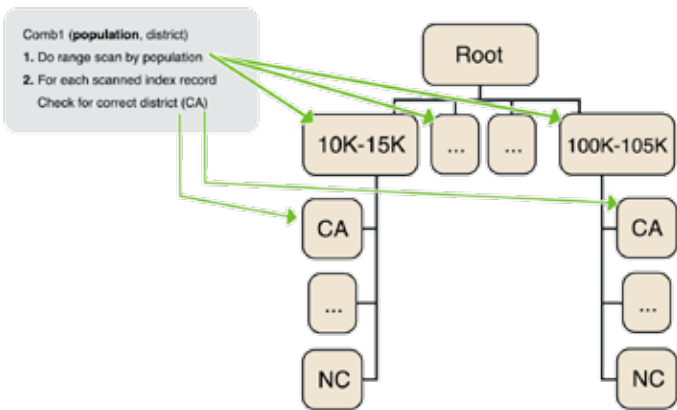 Comb1 (population, district)
1. Do range scan by population
2. For each scanned index record
Check for correct district (CA)
Root
10K-15K
...
...
100K-105K
CA
CA
...
...
NC
NC